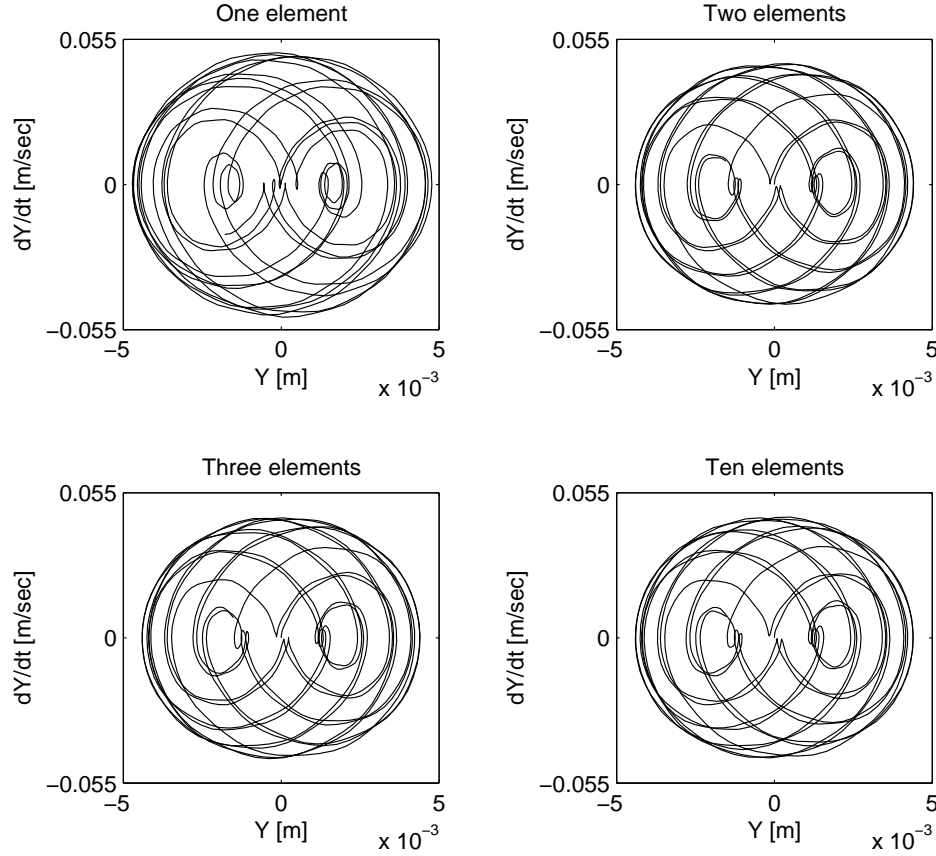 One element
Two elements
0.055
0
−0.055
dY/dt [m/sec]
−5
0
5
Y [m]
x 10⁻³
0.055
0
−0.055
dY/dt [m/sec]
−5
0
5
Y [m]
x 10⁻³
Three elements
Ten elements
0.055
0
−0.055
dY/dt [m/sec]
−5
0
5
Y [m]
x 10⁻³
0.055
0
−0.055
dY/dt [m/sec]
−5
0
5
Y [m]
x 10⁻³